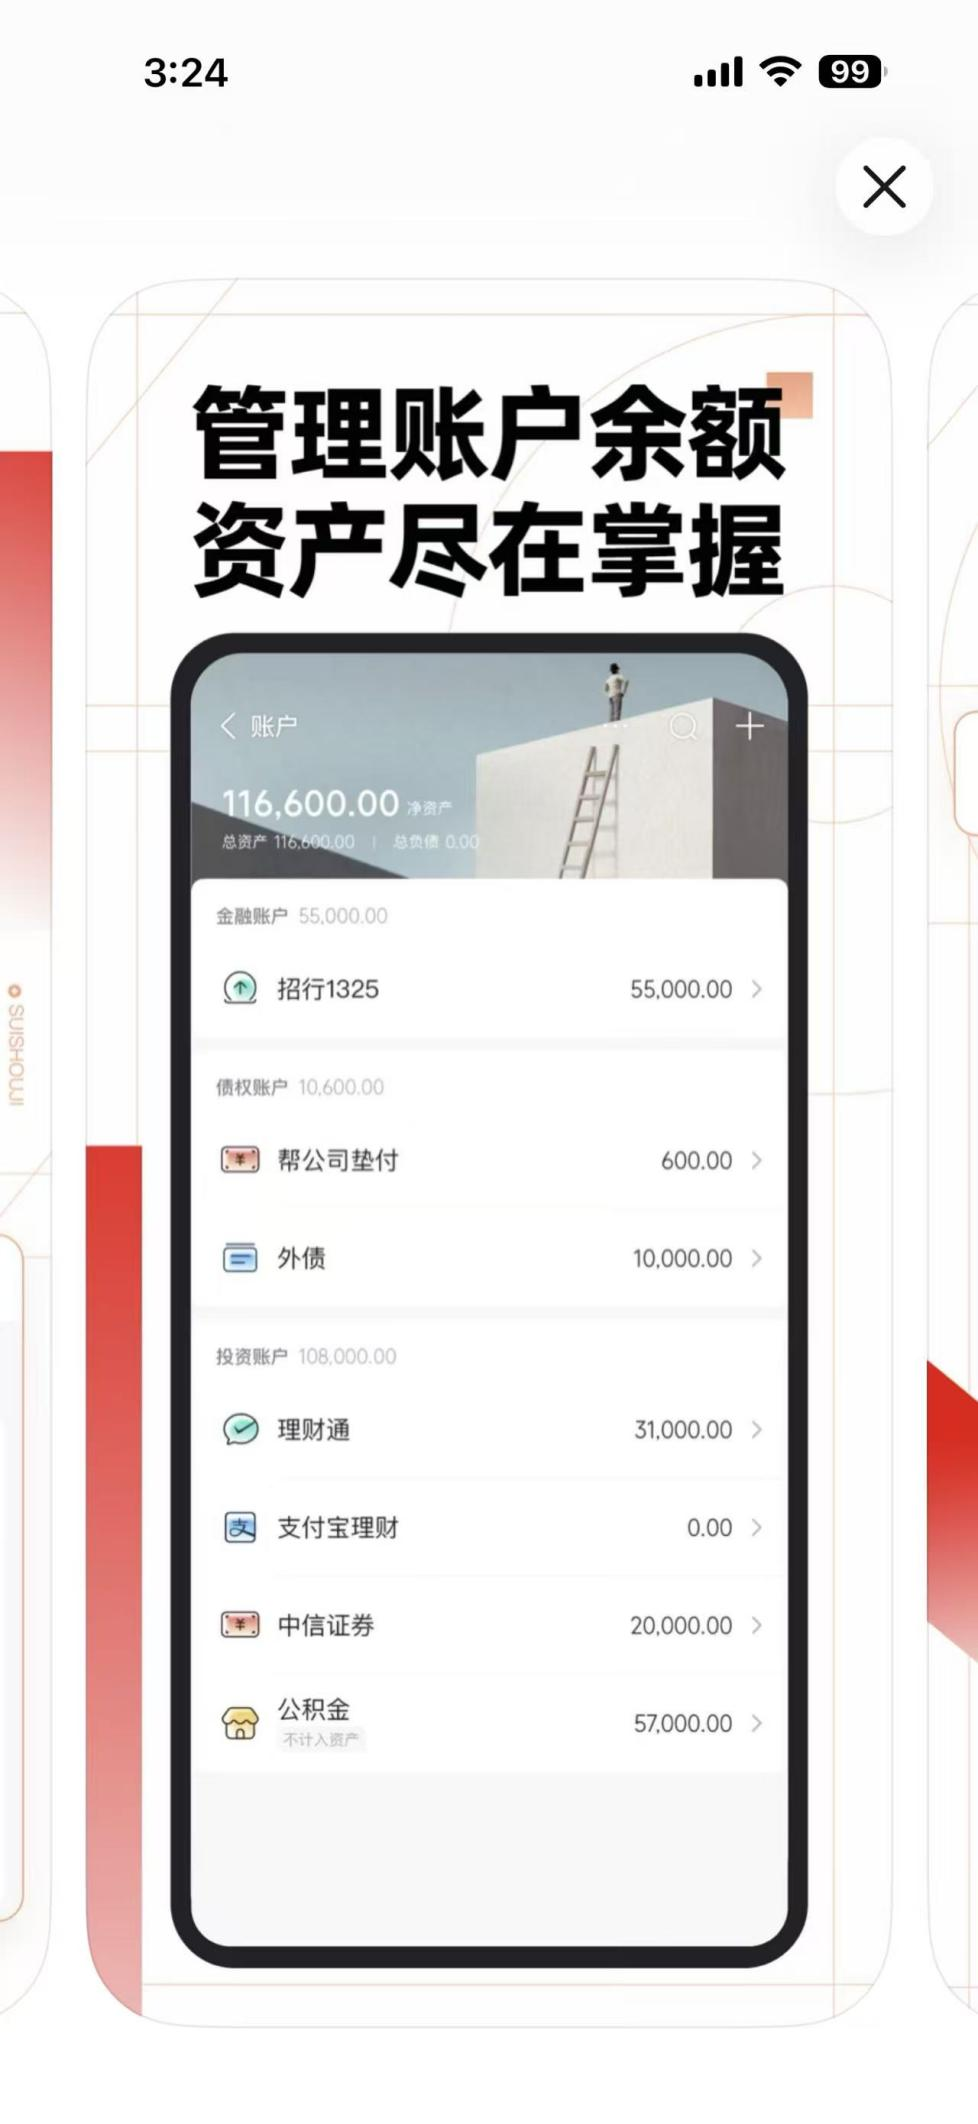 3:24
99
管理账户余额
资产尽在掌握
账户
116,600.00 净资产
总资产 116,600.00 | 总负债 0.00
金融账户 55,000.00
招行1325 55,000.00
债权账户 10,600.00
帮公司垫付 600.00
外债 10,000.00
投资账户 108,000.00
理财通 31,000.00
支付宝理财 0.00
中信证券 20,000.00
公积金 57,000.00
不计入资产
SUISHOUJI